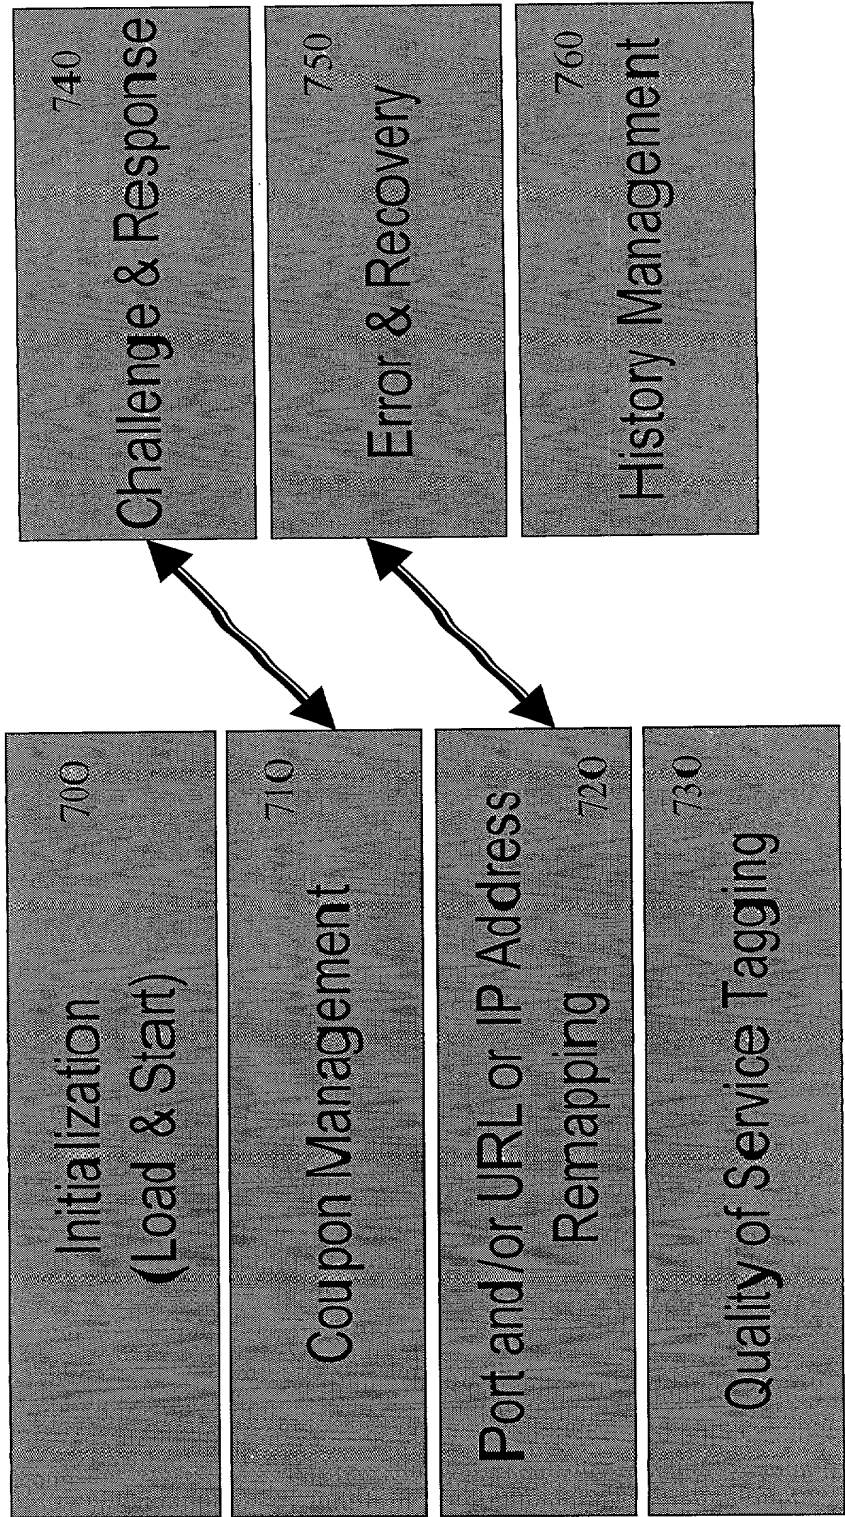 700
Initialization
(Load & Start)
710
Coupon Management
Port and/or URL or IP Address
Remapping
720
730
Quality of Service Tagging
740
Challenge & Response
750
Error & Recovery
760
History Management